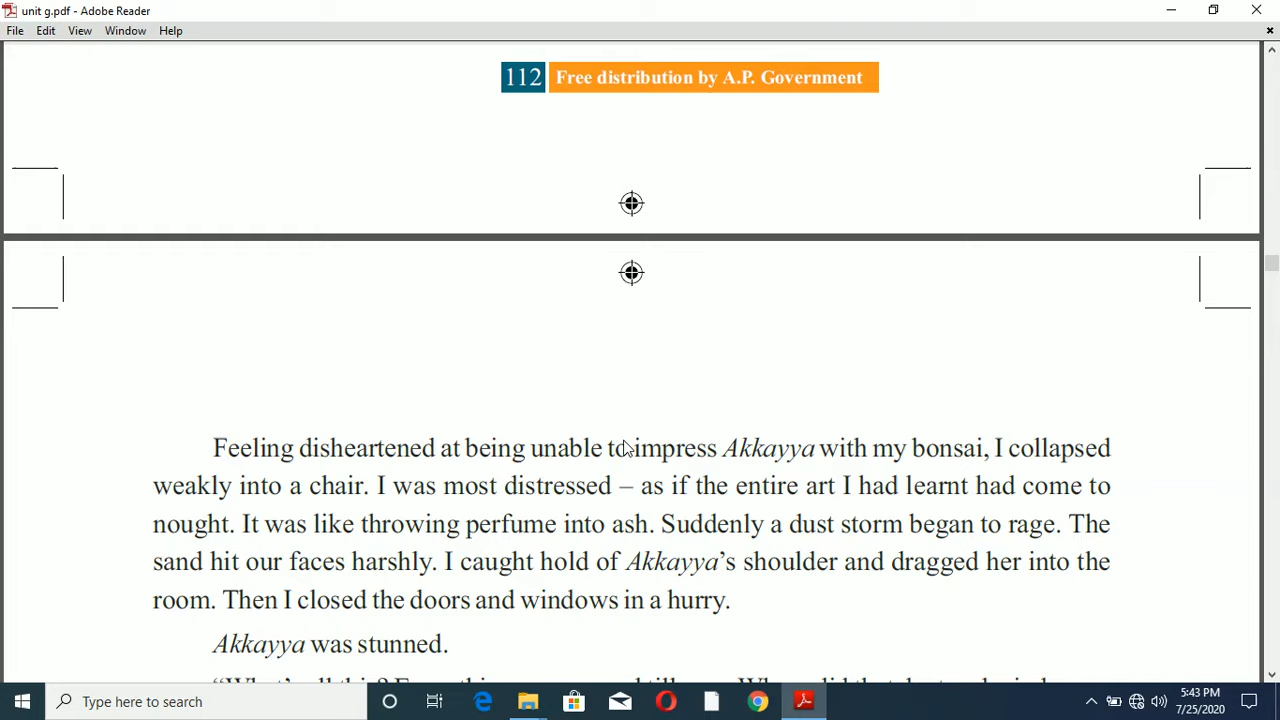 unit g.pdf - Adobe Reader
File Edit View Window Help
112 Free distribution by A.P. Government
Feeling disheartened at being unable to impress Akkayya with my bonsai, I collapsed
weakly into a chair. I was most distressed – as if the entire art I had learnt had come to
nought. It was like throwing perfume into ash. Suddenly a dust storm began to rage. The
sand hit our faces harshly. I caught hold of Akkayya's shoulder and dragged her into the
room. Then I closed the doors and windows in a hurry.
Akkayya was stunned.
Type here to search
5:43 PM
7/25/2020